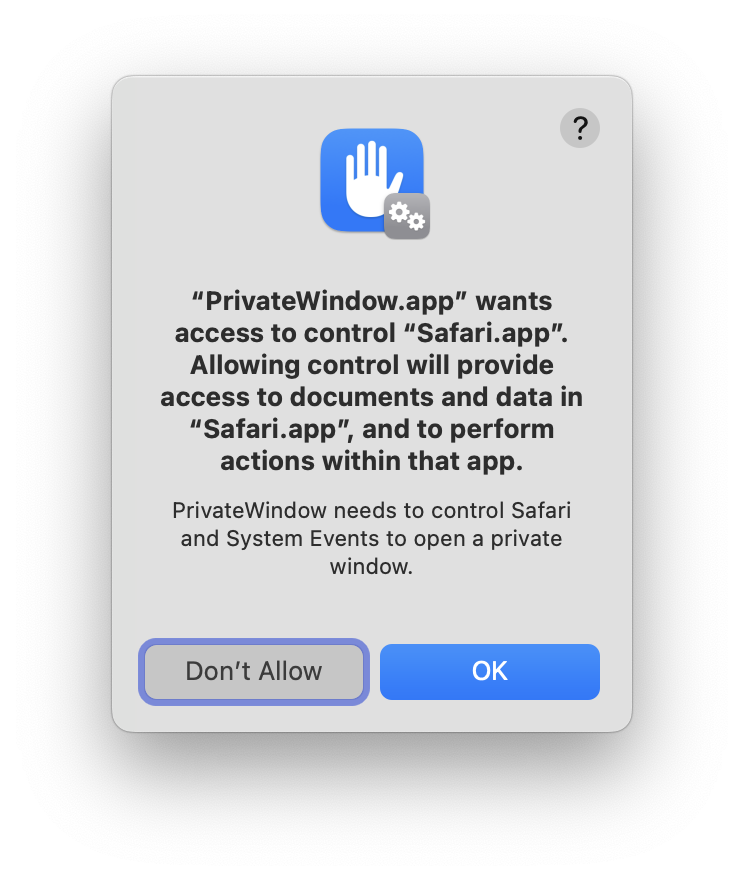 ?
“PrivateWindow.app” wants
access to control “Safari.app”.
Allowing control will provide
access to documents and data in
“Safari.app”, and to perform
actions within that app.
PrivateWindow needs to control Safari
and System Events to open a private
window.
Don’t Allow
OK